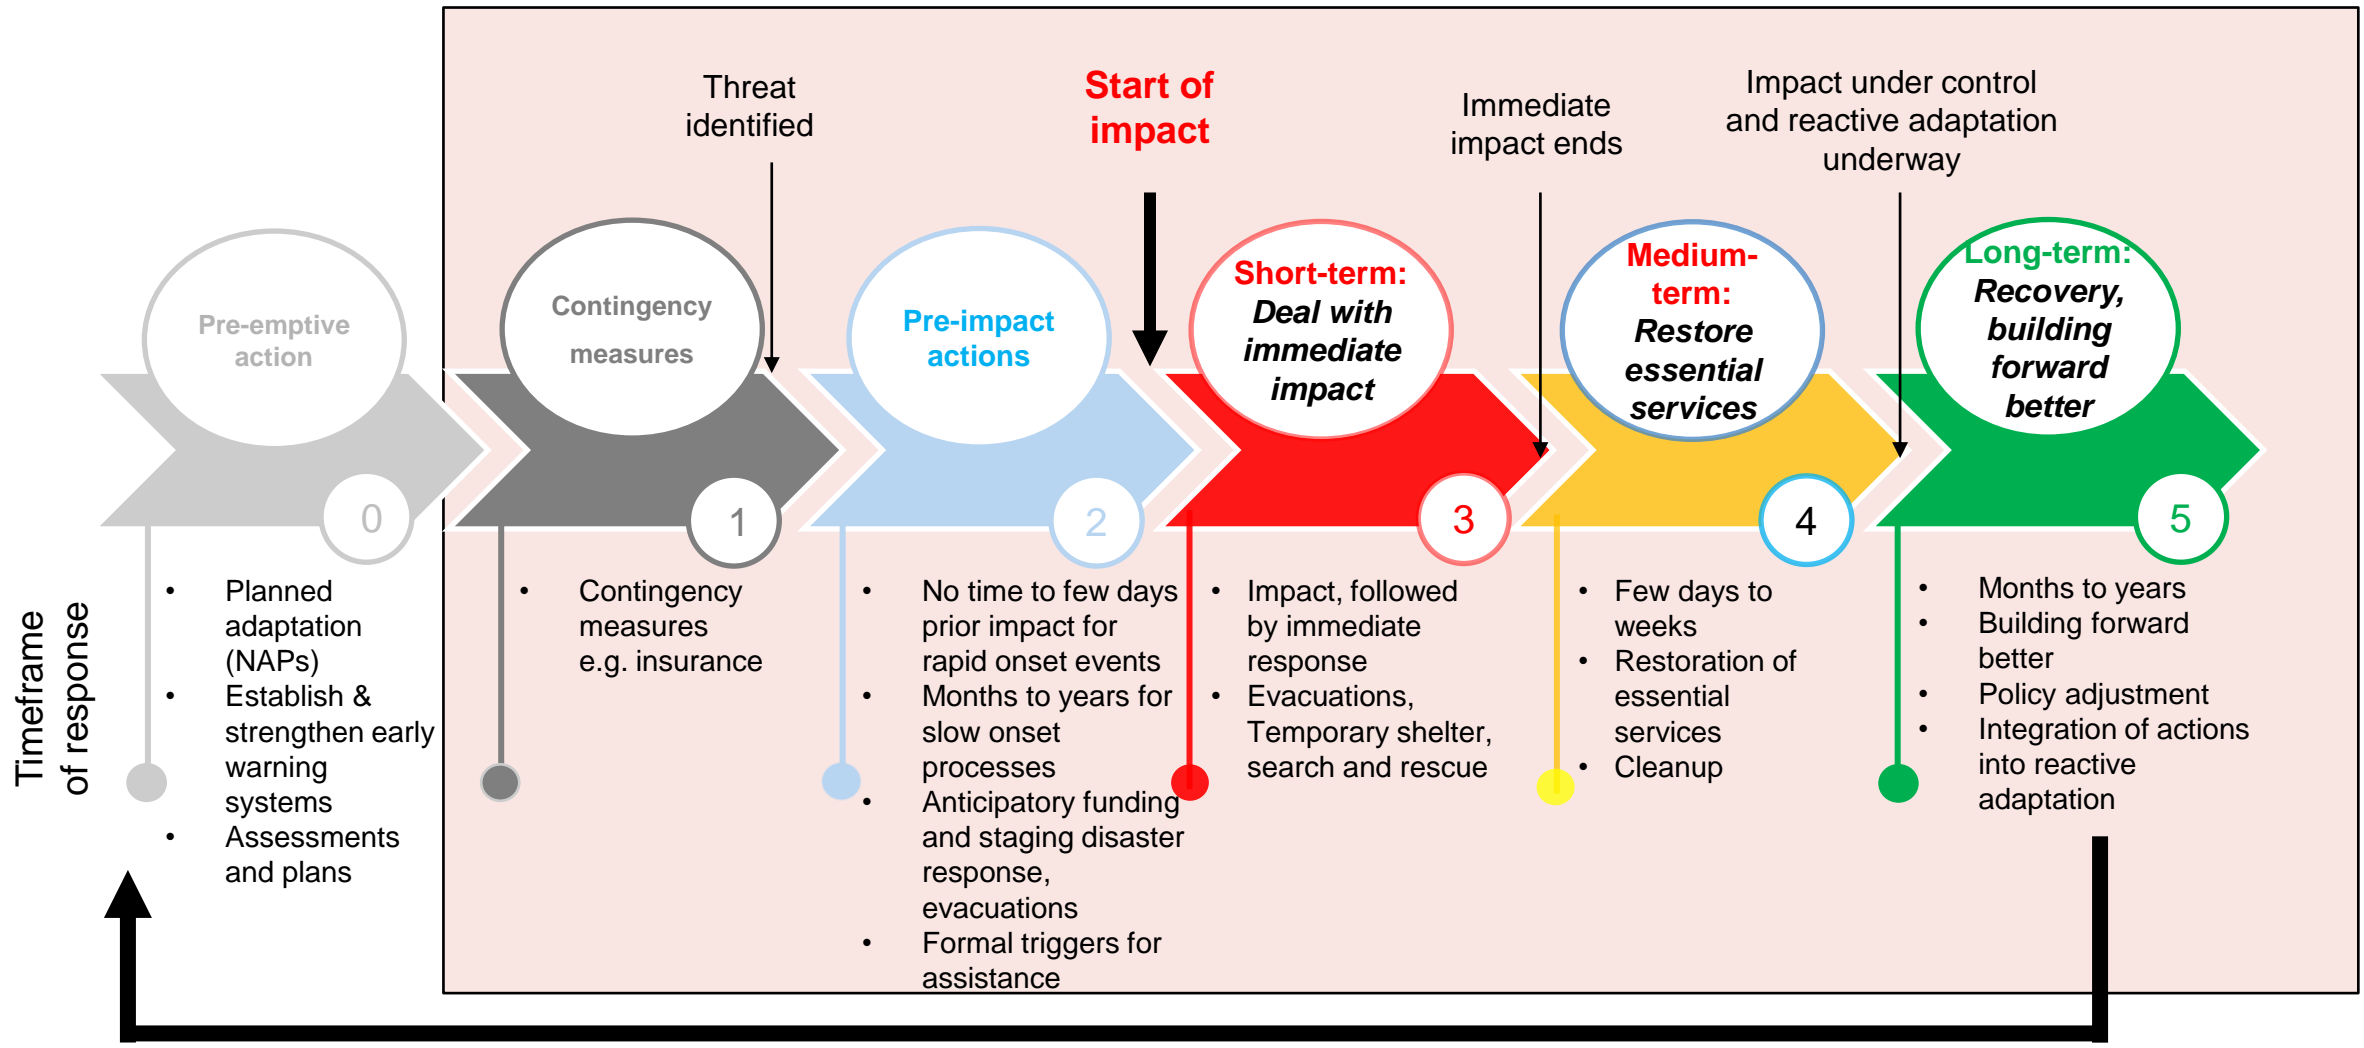 Threat
identified
Start of
impact
Immediate
impact ends
Impact under control
and reactive adaptation
underway
Pre-emptive
action
Contingency
measures
Pre-impact
actions
Short-term:
Deal with
immediate
impact
Medium-
term:
Restore
essential
services
Long-term:
Recovery,
building
forward
better
0
1
2
3
4
5
Timeframe
of response
• Planned
adaptation
(NAPs)
• Establish &
strengthen early
warning
systems
• Assessments
and plans
• Contingency
measures
e.g. insurance
• No time to few days
prior impact for
rapid onset events
• Months to years for
slow onset
processes
• Anticipatory funding
and staging disaster
response,
evacuations
• Formal triggers for
assistance
• Impact, followed
by immediate
response
• Evacuations,
Temporary shelter,
search and rescue
• Few days to
weeks
• Restoration of
essential
services
• Cleanup
• Months to years
• Building forward
better
• Policy adjustment
• Integration of actions
into reactive
adaptation